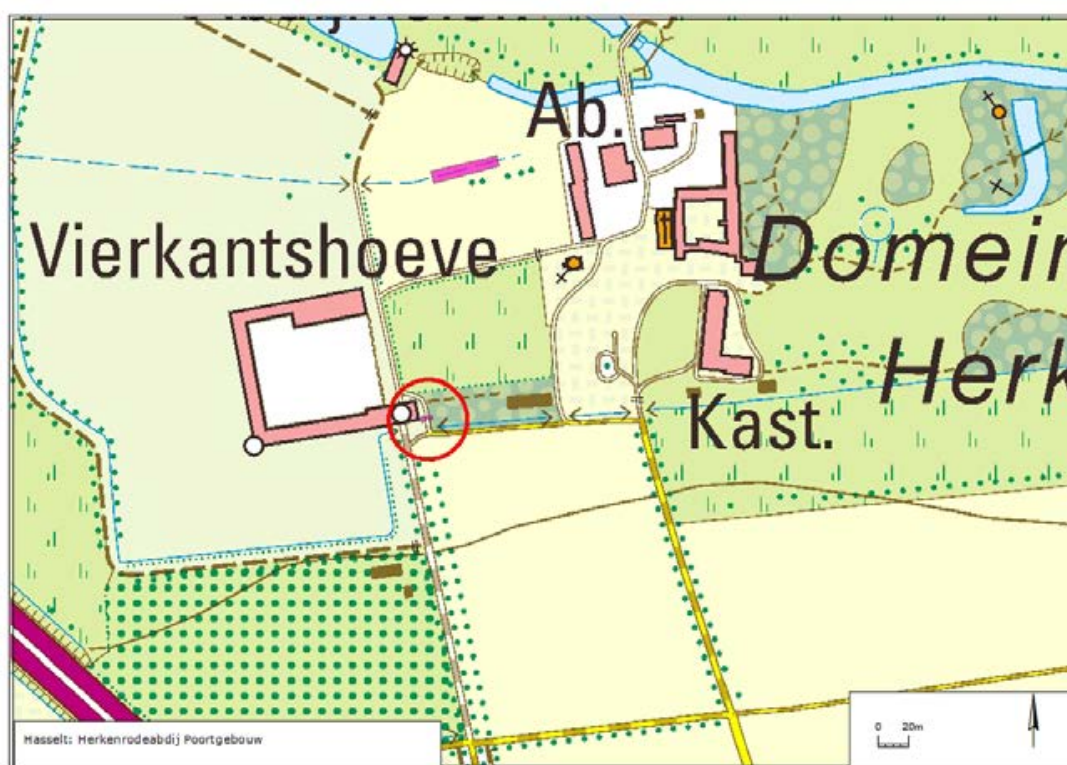 Ab.
Vierkantshoeve
Domein
Herk
Kast.
Hasselt: Herkenrodeabdij Poortgebouw
0 20m